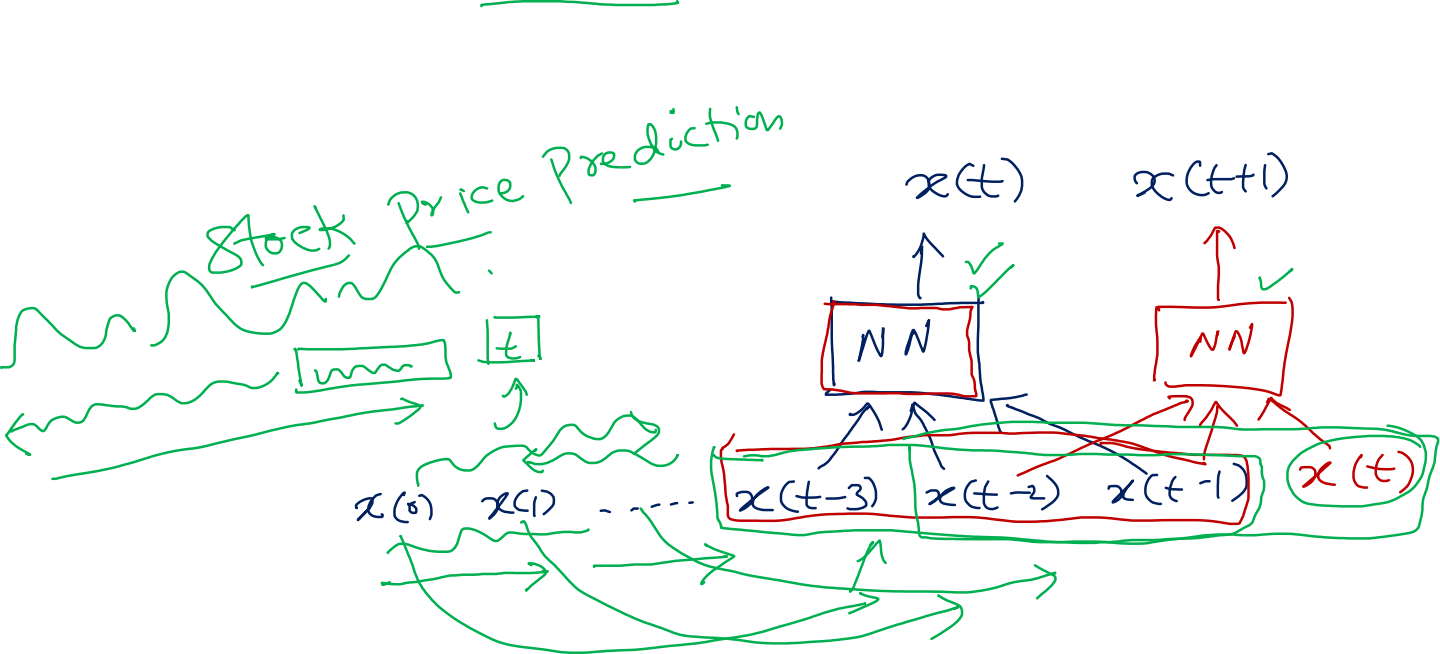 Stock Price Prediction
x(t) x(t+1)
NN NN
t
x(0) x(1) ------ x(t-3) x(t-2) x(t-1) x(t)